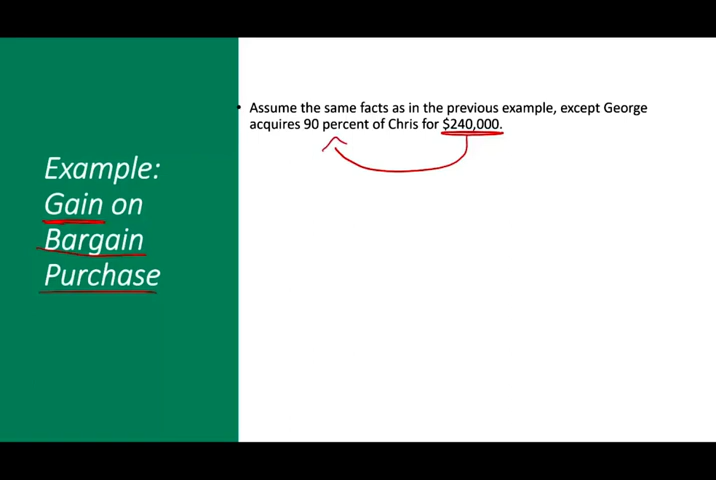 Example:
Gain on
Bargain
Purchase
• Assume the same facts as in the previous example, except George
acquires 90 percent of Chris for $240,000.